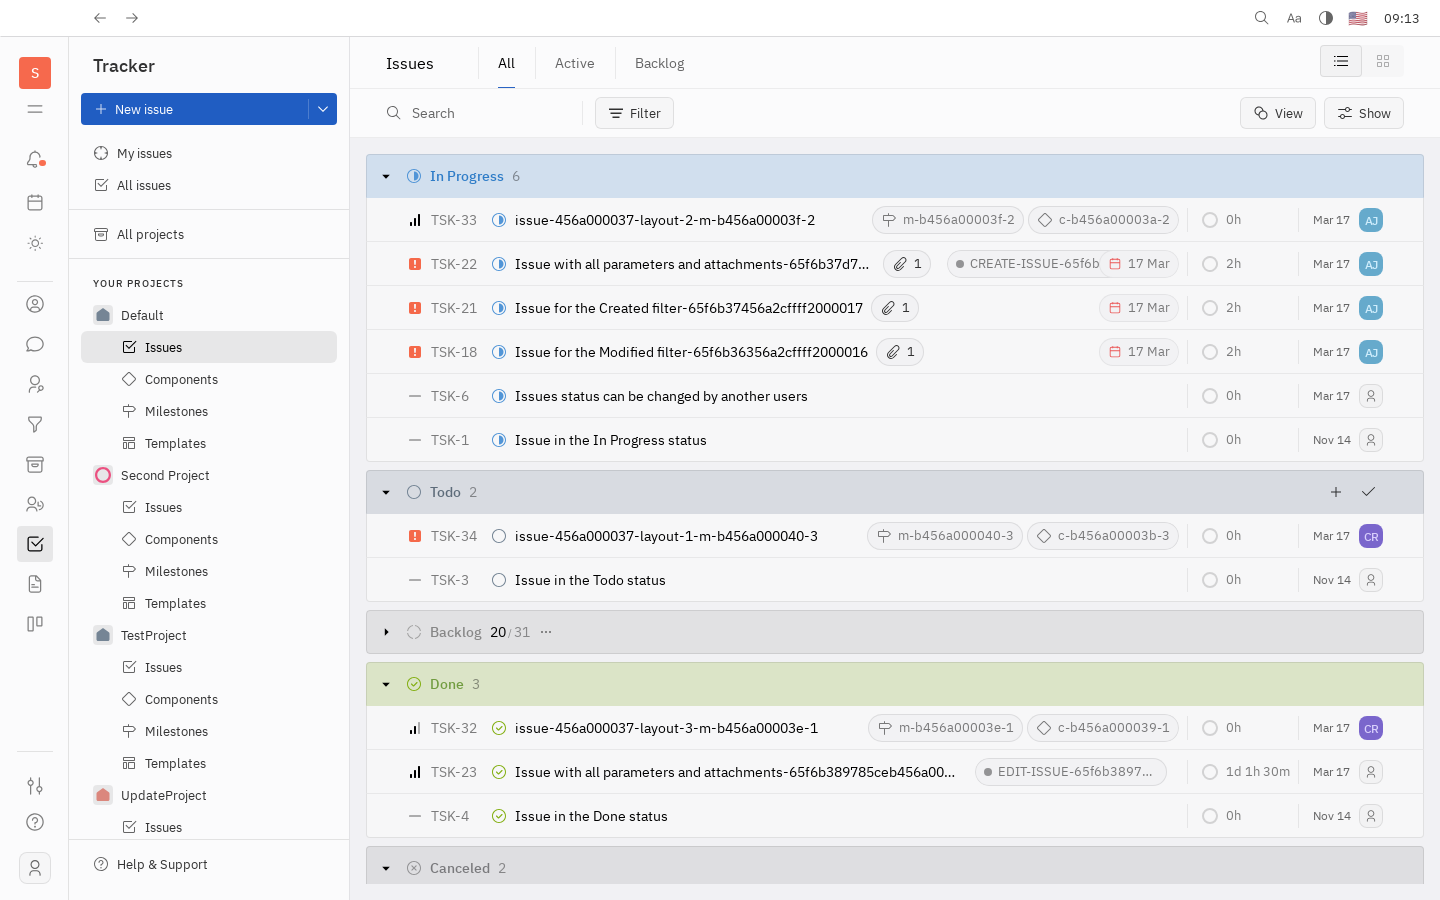 Aa
09:13
S
Tracker
New issue
My issues
All issues
All projects
YOUR PROJECTS
Default
Issues
Components
Milestones
Templates
Second Project
Issues
Components
Milestones
Templates
TestProject
Issues
Components
Milestones
Templates
UpdateProject
Issues
Help & Support
Issues All Active Backlog
Search Filter View Show
In Progress 6
TSK-33 issue-456a000037-layout-2-m-b456a00003f-2 m-b456a00003f-2 c-b456a00003a-2 0h Mar 17 AJ
TSK-22 Issue with all parameters and attachments-65f6b37d7... 1 CREATE-ISSUE-65f6b 17 Mar 2h Mar 17 AJ
TSK-21 Issue for the Created filter-65f6b37456a2cffff2000017 1 17 Mar 2h Mar 17 AJ
TSK-18 Issue for the Modified filter-65f6b36356a2cffff2000016 1 17 Mar 2h Mar 17 AJ
TSK-6 Issues status can be changed by another users 0h Mar 17
TSK-1 Issue in the In Progress status 0h Nov 14
Todo 2
TSK-34 issue-456a000037-layout-1-m-b456a000040-3 m-b456a000040-3 c-b456a00003b-3 0h Mar 17 CR
TSK-3 Issue in the Todo status 0h Nov 14
Backlog 20/31 ...
Done 3
TSK-32 issue-456a000037-layout-3-m-b456a00003e-1 m-b456a00003e-1 c-b456a000039-1 0h Mar 17 CR
TSK-23 Issue with all parameters and attachments-65f6b389785ceb456a00... EDIT-ISSUE-65f6b3897... 1d 1h 30m Mar 17
TSK-4 Issue in the Done status 0h Nov 14
Canceled 2